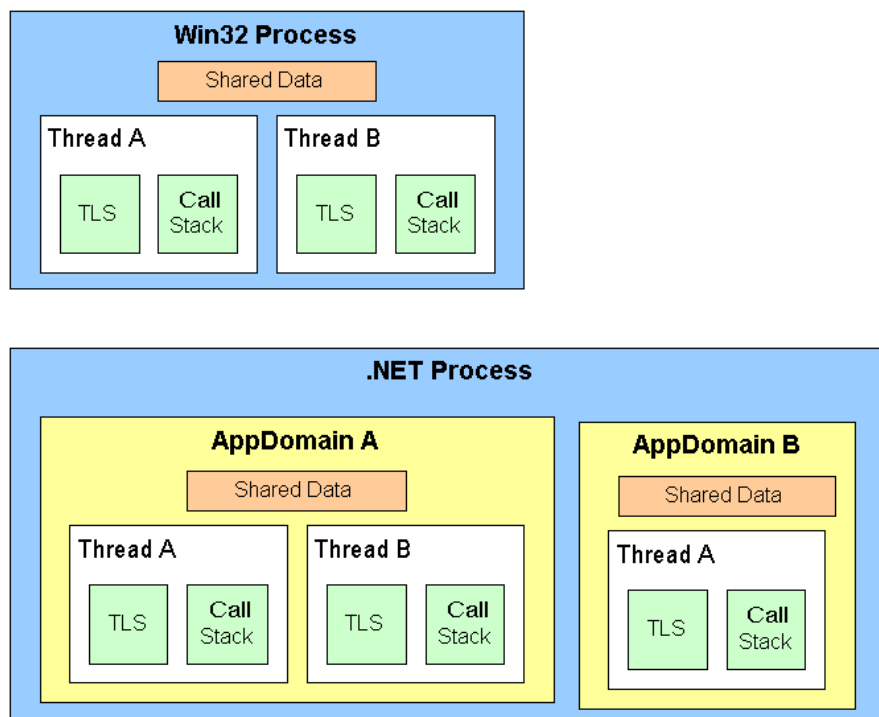 Win32 Process
Shared Data
Thread A
TLS
Call
Stack
Thread B
TLS
Call
Stack
.NET Process
AppDomain A
Shared Data
Thread A
TLS
Call
Stack
Thread B
TLS
Call
Stack
AppDomain B
Shared Data
Thread A
TLS
Call
Stack